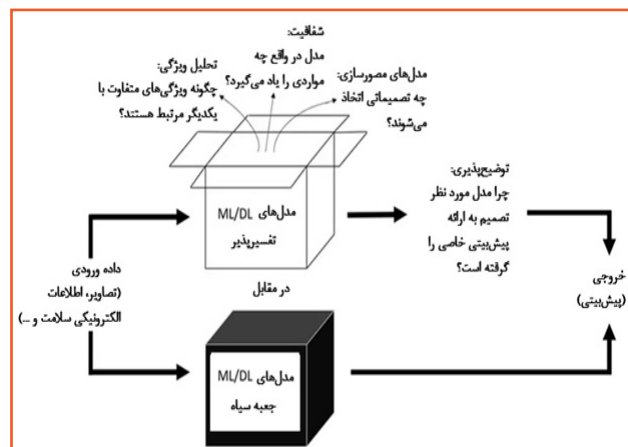 شفافیت:
مدل در واقع چه
مواردی را یاد می‌گیرد؟
تحلیل ویژگی:
چگونه ویژگی‌های متفاوت با
یکدیگر مرتبط هستند؟
مدل‌های مصورسازی:
چه تصمیماتی اتخاذ
می‌شوند؟
مدل‌های ML/DL
تفسیرپذیر
توضیح‌پذیری:
چرا مدل مورد نظر
تصمیم به ارائه
پیش‌بینی خاصی را
گرفته است؟
داده ورودی
(تصاویر، اطلاعات
الکترونیکی سلامت و ...)
در مقابل
خروجی
(پیش‌بینی)
مدل‌های ML/DL
جعبه سیاه